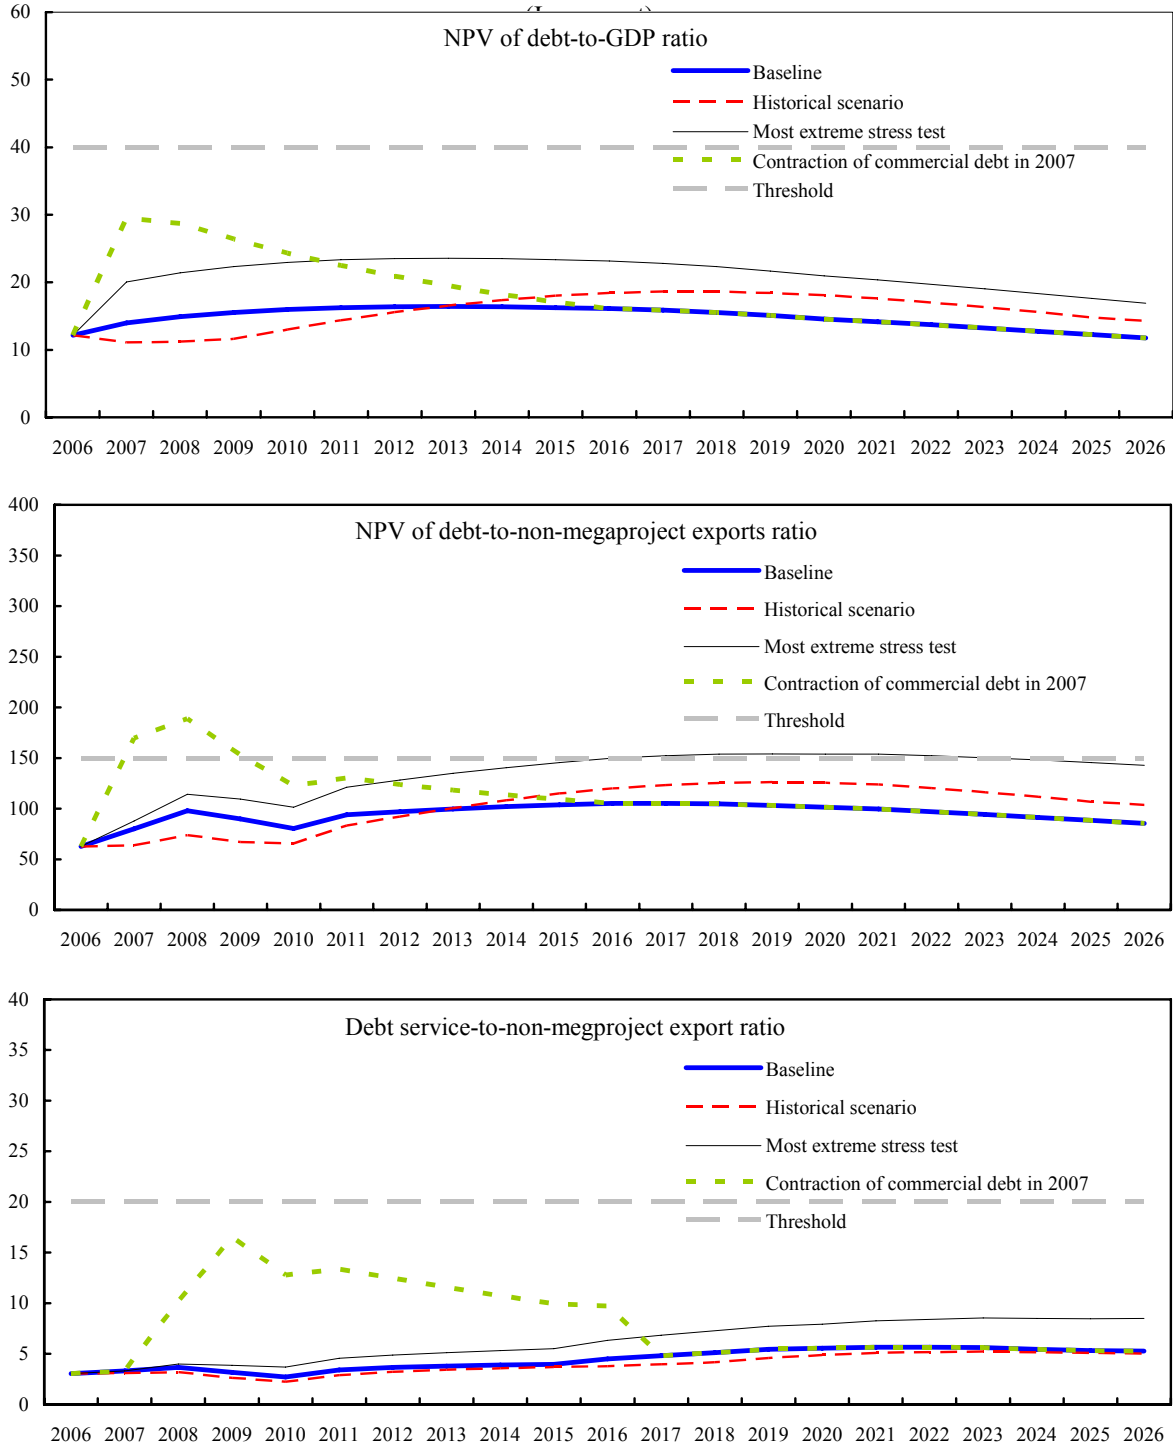 60
NPV of debt-to-GDP ratio
Baseline
50
Historical scenario
Most extreme stress test
40
Contraction of commercial debt in 2007
Threshold
30
20
10
0
2006 2007 2008 2009 2010 2011 2012 2013 2014 2015 2016 2017 2018 2019 2020 2021 2022 2023 2024 2025 2026
400
NPV of debt-to-non-megaproject exports ratio
350
Baseline
300
Historical scenario
250
Most extreme stress test
Contraction of commercial debt in 2007
200
Threshold
150
100
50
0
2006 2007 2008 2009 2010 2011 2012 2013 2014 2015 2016 2017 2018 2019 2020 2021 2022 2023 2024 2025 2026
40
Debt service-to-non-megproject export ratio
35
Baseline
30
Historical scenario
25
Most extreme stress test
Contraction of commercial debt in 2007
20
Threshold
15
10
5
0
2006 2007 2008 2009 2010 2011 2012 2013 2014 2015 2016 2017 2018 2019 2020 2021 2022 2023 2024 2025 2026